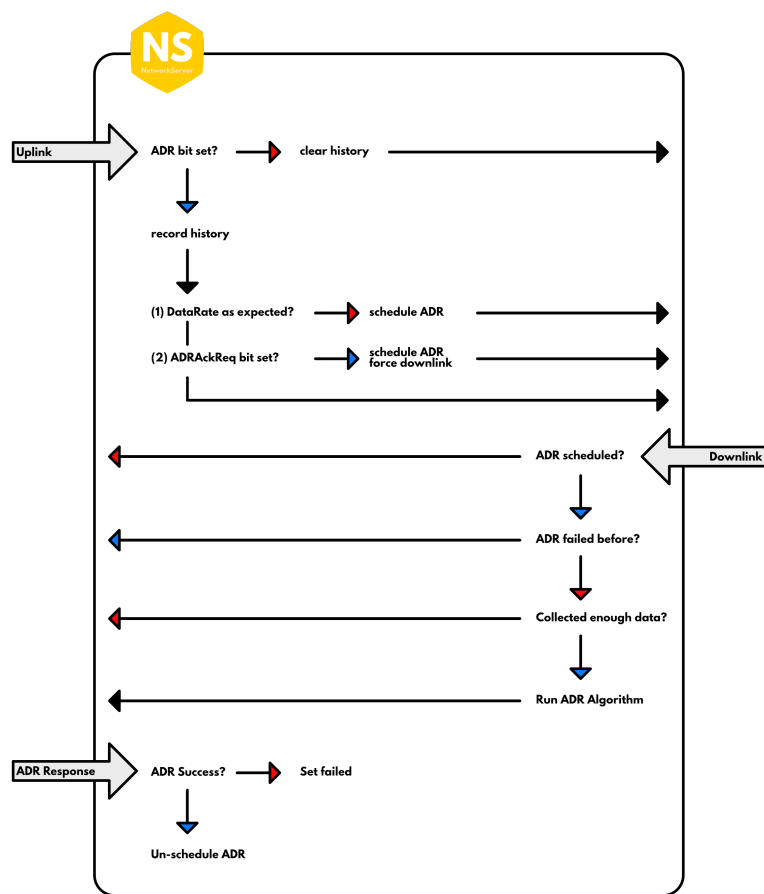 NS
NetworkServer
Uplink
ADR bit set?
clear history
record history
(1) DataRate as expected?
schedule ADR
(2) ADRAckReq bit set?
schedule ADR
force downlink
ADR scheduled?
Downlink
ADR failed before?
Collected enough data?
Run ADR Algorithm
ADR Response
ADR Success?
Set failed
Un-schedule ADR